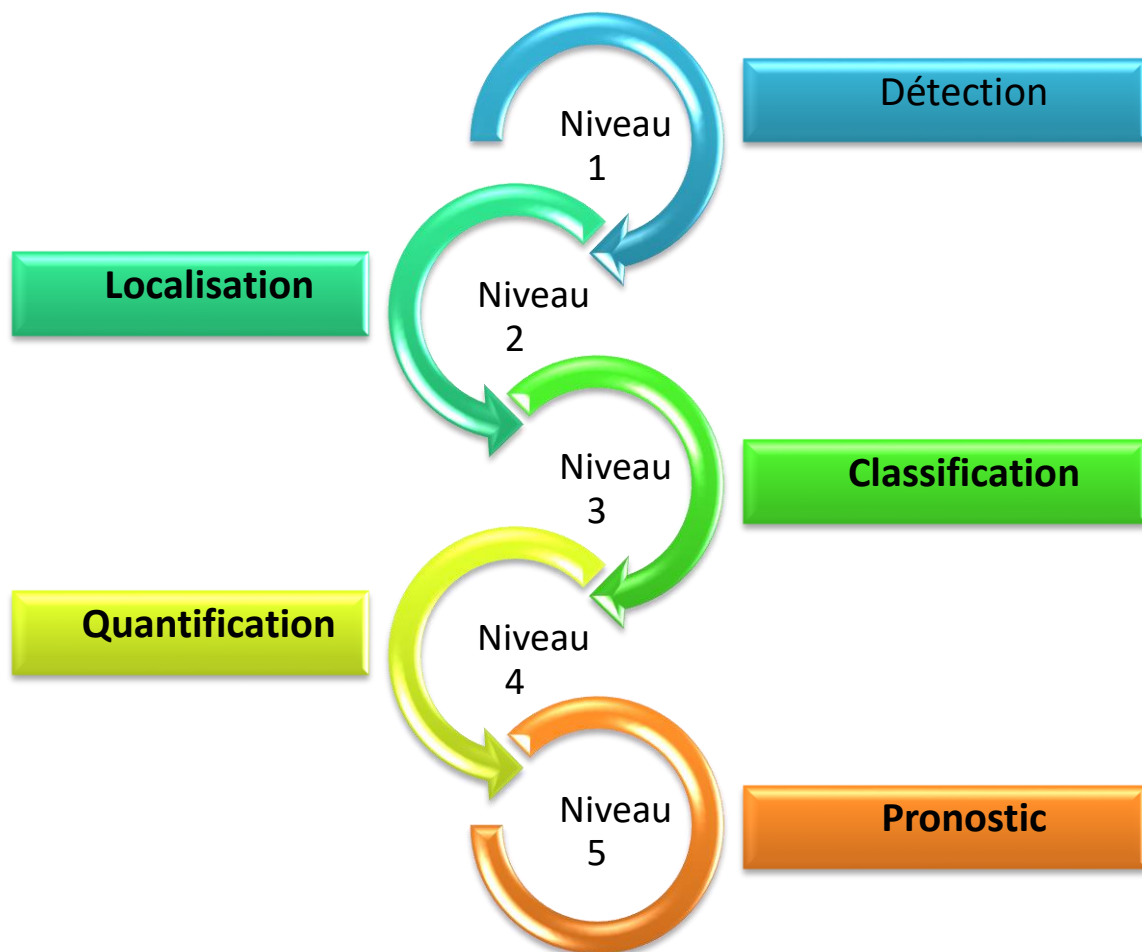 Niveau
1
Détection
Niveau
2
Localisation
Niveau
3
Classification
Niveau
4
Quantification
Niveau
5
Pronostic